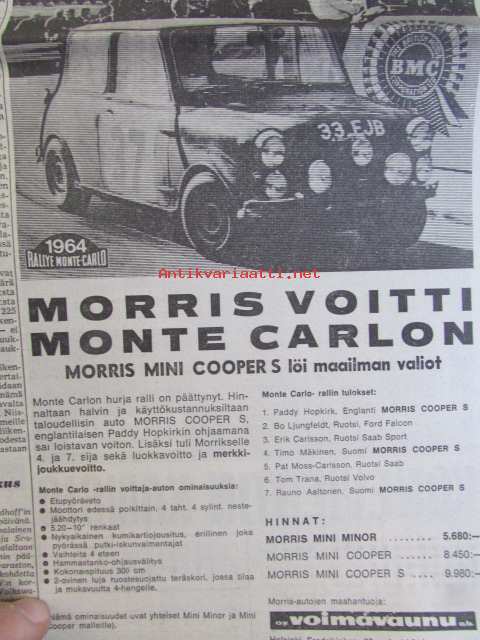 BMC
33 EJB
1964
RALLYE MONTE-CARLO
Antikvariaatti.net
MORRIS VOITTI
MONTE CARLON
MORRIS MINI COOPER S löi maailman valiot
Monte Carlon hurja ralli on päättynyt. Hin-
naltaan halvin ja käyttökustannuksiltaan
taloudellisin auto MORRIS COOPER S,
englantilaisen Paddy Hopkirkin ohjaamana
sai loistavan voiton. Lisäksi tuli Morrikselle
4. ja 7. sija sekä luokkavoitto ja merkki-
joukkuevoitto.
Monte Carlo -rallin voittaja-auton ominaisuuksia:
Etupyöräveto
Moottori edessä poikittain, 4 taht. 4 sylint. neste-
jäähdytys
5.20-10" renkaat
Nykyaikainen kumikartiojousitus, erillinen joka
pyörässä putki-iskunvaimentajat
Vaihteita 4 eteen
Hammastanko-ohjausvälitys
Kokonaispituus 300 cm
2-ovinen luja ruostesuojattu teräskori, jossa tilaa
ja mukavuutta 4-hengelle.
Nämä ominaisuudet ovat yhteiset Mini Minor ja Mini
Cooper malleille).
Monte Carlo- rallin tulokset:
1. Paddy Hopkirk, Englanti MORRIS COOPER S
2. Bo Ljungfeldt, Ruotsi, Ford Falcon
3. Erik Carlsson, Ruotsi Saab Sport
4. Timo Mäkinen, Suomi MORRIS COOPER S
5. Pat Moss-Carlsson, Ruotsi Saab
6. Tom Trana, Ruotsi Volvo
7. Rauno Aaltonen, Suomi MORRIS COOPER S
HINNAT:
MORRIS MINI MINOR ........ 5.680:—
MORRIS MINI COOPER ....... 8.450:—
MORRIS MINI COOPER S .... 9.980:—
Morris-autojen maahantuoja:
oy. voimavaunu a.b.